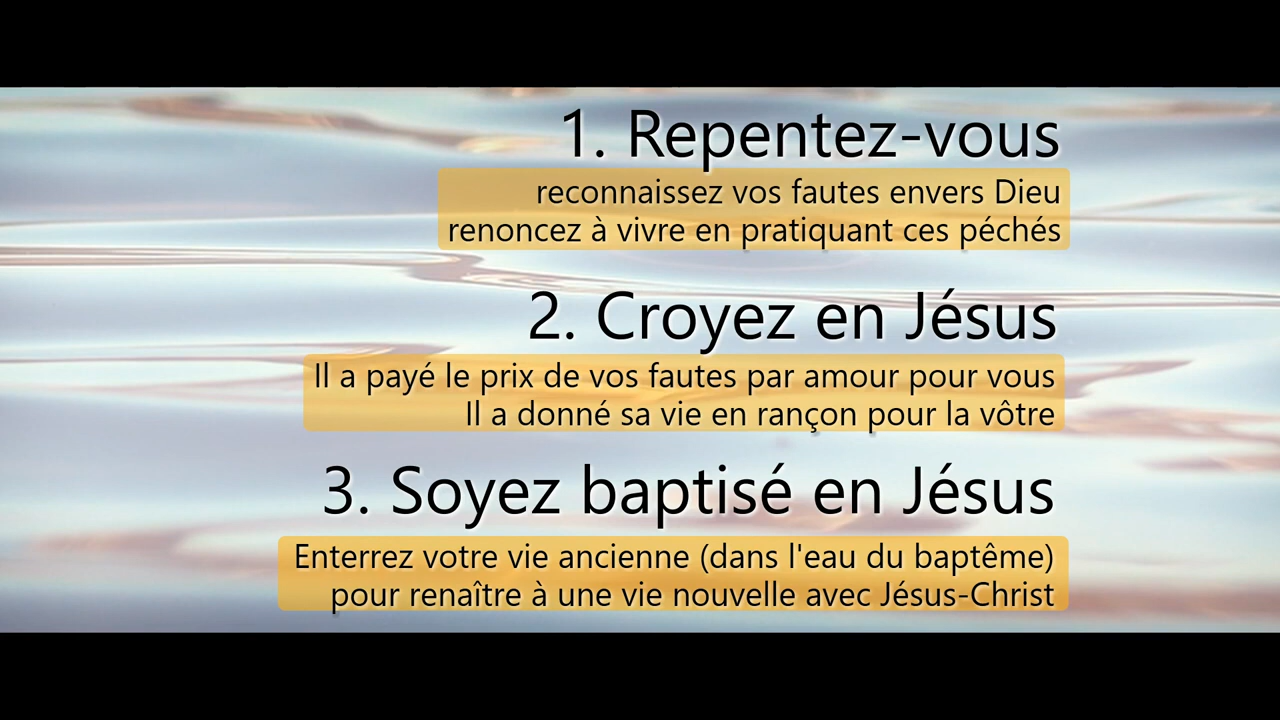 1. Repentez-vous
reconnaissez vos fautes envers Dieu
renoncez à vivre en pratiquant ces péchés
2. Croyez en Jésus
Il a payé le prix de vos fautes par amour pour vous
Il a donné sa vie en rançon pour la vôtre
3. Soyez baptisé en Jésus
Enterrez votre vie ancienne (dans l'eau du baptême)
pour renaître à une vie nouvelle avec Jésus-Christ